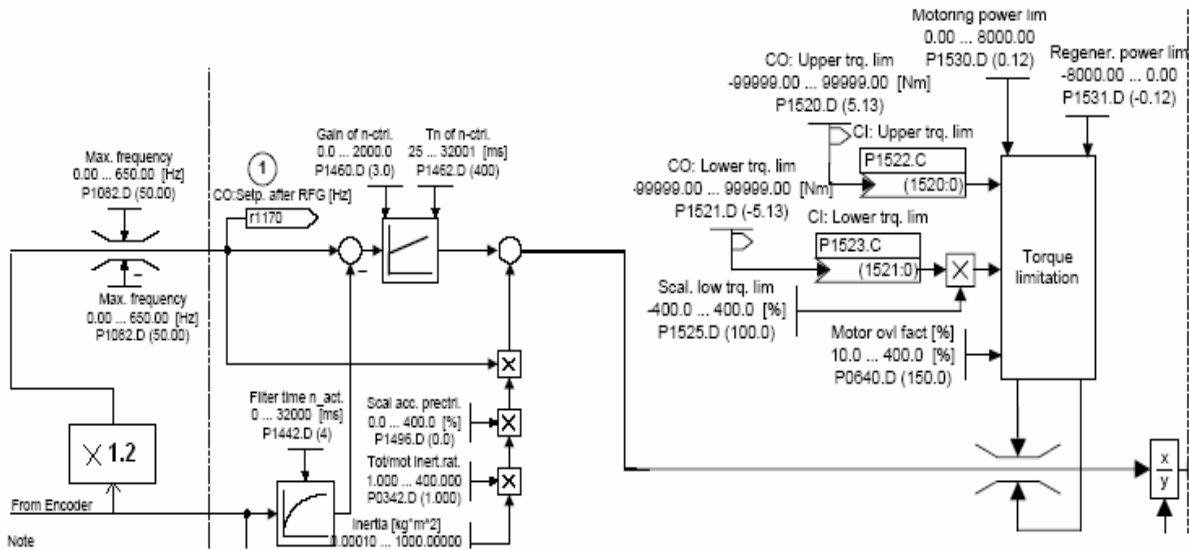 Motoring power lim
0.00 ... 8000.00
P1530.D (0.12)
Regener. power lim
-8000.00 ... 0.00
P1531.D (-0.12)
CO: Upper trq. lim
-99999.00 ... 99999.00 [Nm]
P1520.D (5.13)
CI: Upper trq. lim
P1522.C
(1520:0)
CO: Lower trq. lim
-99999.00 ... 99999.00 [Nm]
P1521.D (-5.13)
CI: Lower trq. lim
P1523.C
(1521:0)
X
Scal. low trq. lim
-400.0 ... 400.0 [%]
P1525.D (100.0)
Motor ovl fact [%]
10.0 ... 400.0 [%]
P0640.D (150.0)
Torque
limitation
Max. frequency
0.00 ... 650.00 [Hz]
P1082.D (50.00)
1
CO:Setp. after RFG [Hz]
r1170
Gain of n-ctrl.
0.0 ... 2000.0
P1460.D (3.0)
Tn of n-ctrl.
25 ... 32001 [ms]
P1462.D (400)
–
–
Max. frequency
0.00 ... 650.00 [Hz]
P1082.D (50.00)
X
Filter time n_act.
0 ... 32000 [ms]
P1442.D (4)
Scal acc. prectrl.
0.0 ... 400.0 [%]
P1496.D (0.0)
X
X 1.2
Tot/mot inert.rat.
1.000 ... 400.000
P0342.D (1.000)
X
x
y
From Encoder
Inertia [kg*m^2]
0.00010 ... 1000.00000
Note